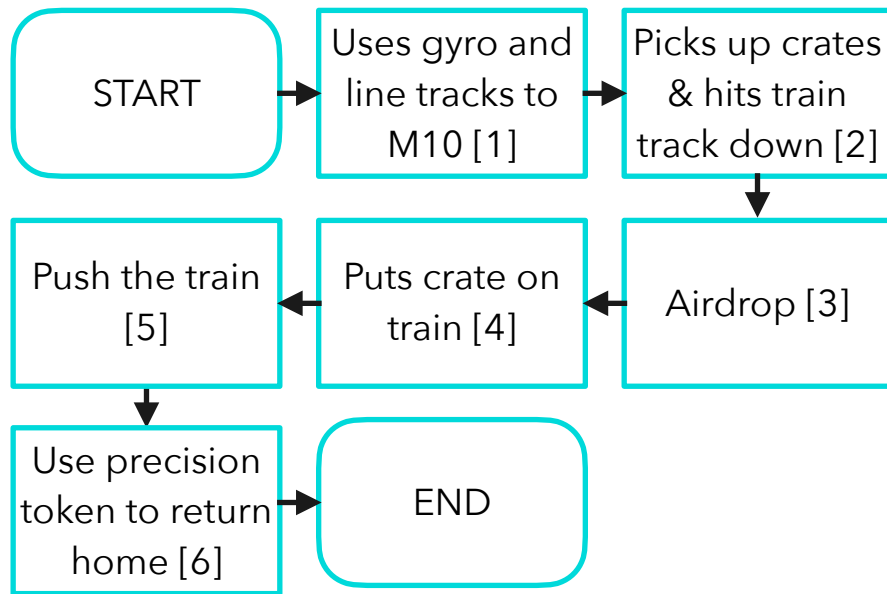 START
Uses gyro and
line tracks to
M10 [1]
Picks up crates
& hits train
track down [2]
Airdrop [3]
Puts crate on
train [4]
Push the train
[5]
Use precision
token to return
home [6]
END